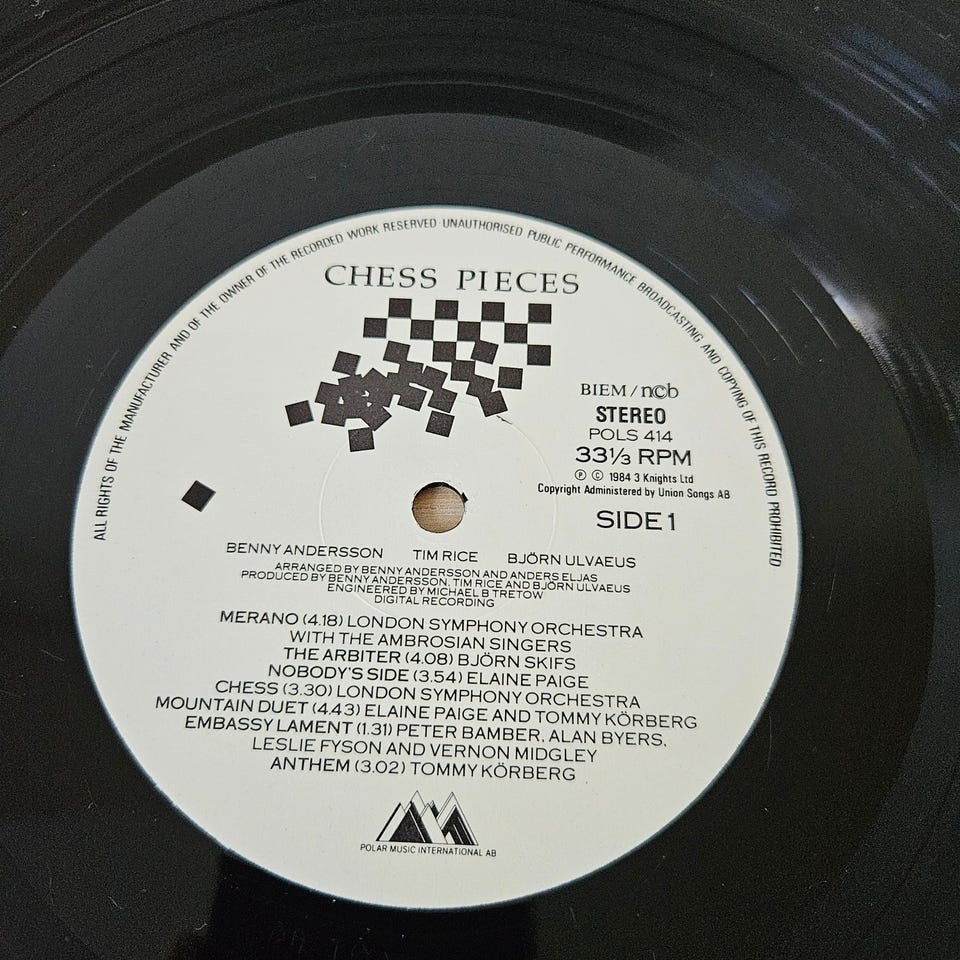 ALL RIGHTS OF THE MANUFACTURER AND OF THE OWNER OF THE RECORDED WORK RESERVED · UNAUTHORISED PUBLIC PERFORMANCE BROADCASTING AND COPYING OF THIS RECORD PROHIBITED
CHESS PIECES
BIEM / n©b
STEREO
POLS 414
33⅓ RPM
℗ © 1984 3 Knights Ltd
Copyright Administered by Union Songs AB
SIDE 1
BENNY ANDERSSON TIM RICE BJÖRN ULVAEUS
ARRANGED BY BENNY ANDERSSON AND ANDERS ELJAS
PRODUCED BY BENNY ANDERSSON, TIM RICE AND BJÖRN ULVAEUS
ENGINEERED BY MICHAEL B TRETOW
DIGITAL RECORDING
MERANO (4.18) LONDON SYMPHONY ORCHESTRA
WITH THE AMBROSIAN SINGERS
THE ARBITER (4.08) BJÖRN SKIFS
NOBODY'S SIDE (3.54) ELAINE PAIGE
CHESS (3.30) LONDON SYMPHONY ORCHESTRA
MOUNTAIN DUET (4.43) ELAINE PAIGE AND TOMMY KÖRBERG
EMBASSY LAMENT (1.31) PETER BAMBER, ALAN BYERS,
LESLIE FYSON AND VERNON MIDGLEY
ANTHEM (3.02) TOMMY KÖRBERG
POLAR MUSIC INTERNATIONAL AB